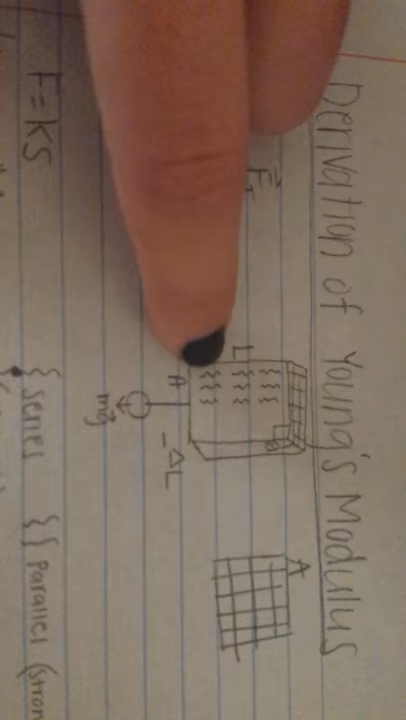 Derivation of Young's Modulus
A
L
A
-ΔL
mg
F=KS
series parallel